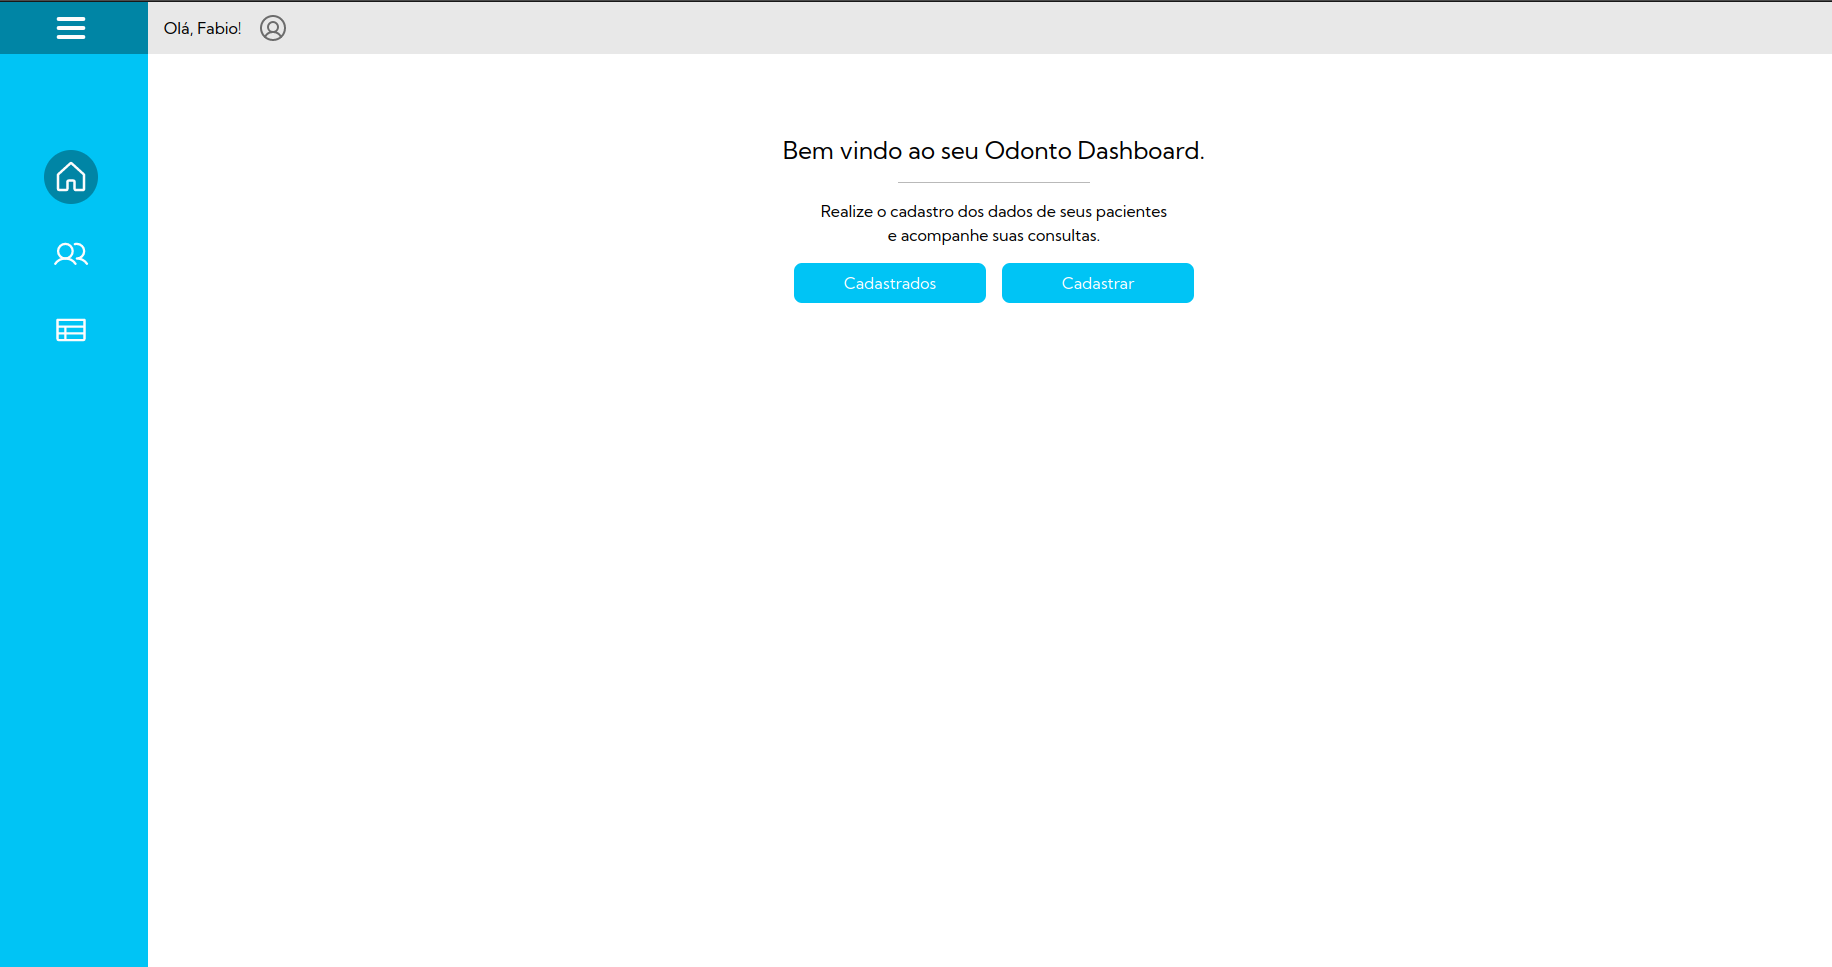 Olá, Fabio!
Bem vindo ao seu Odonto Dashboard.
Realize o cadastro dos dados de seus pacientes
e acompanhe suas consultas.
Cadastrados
Cadastrar